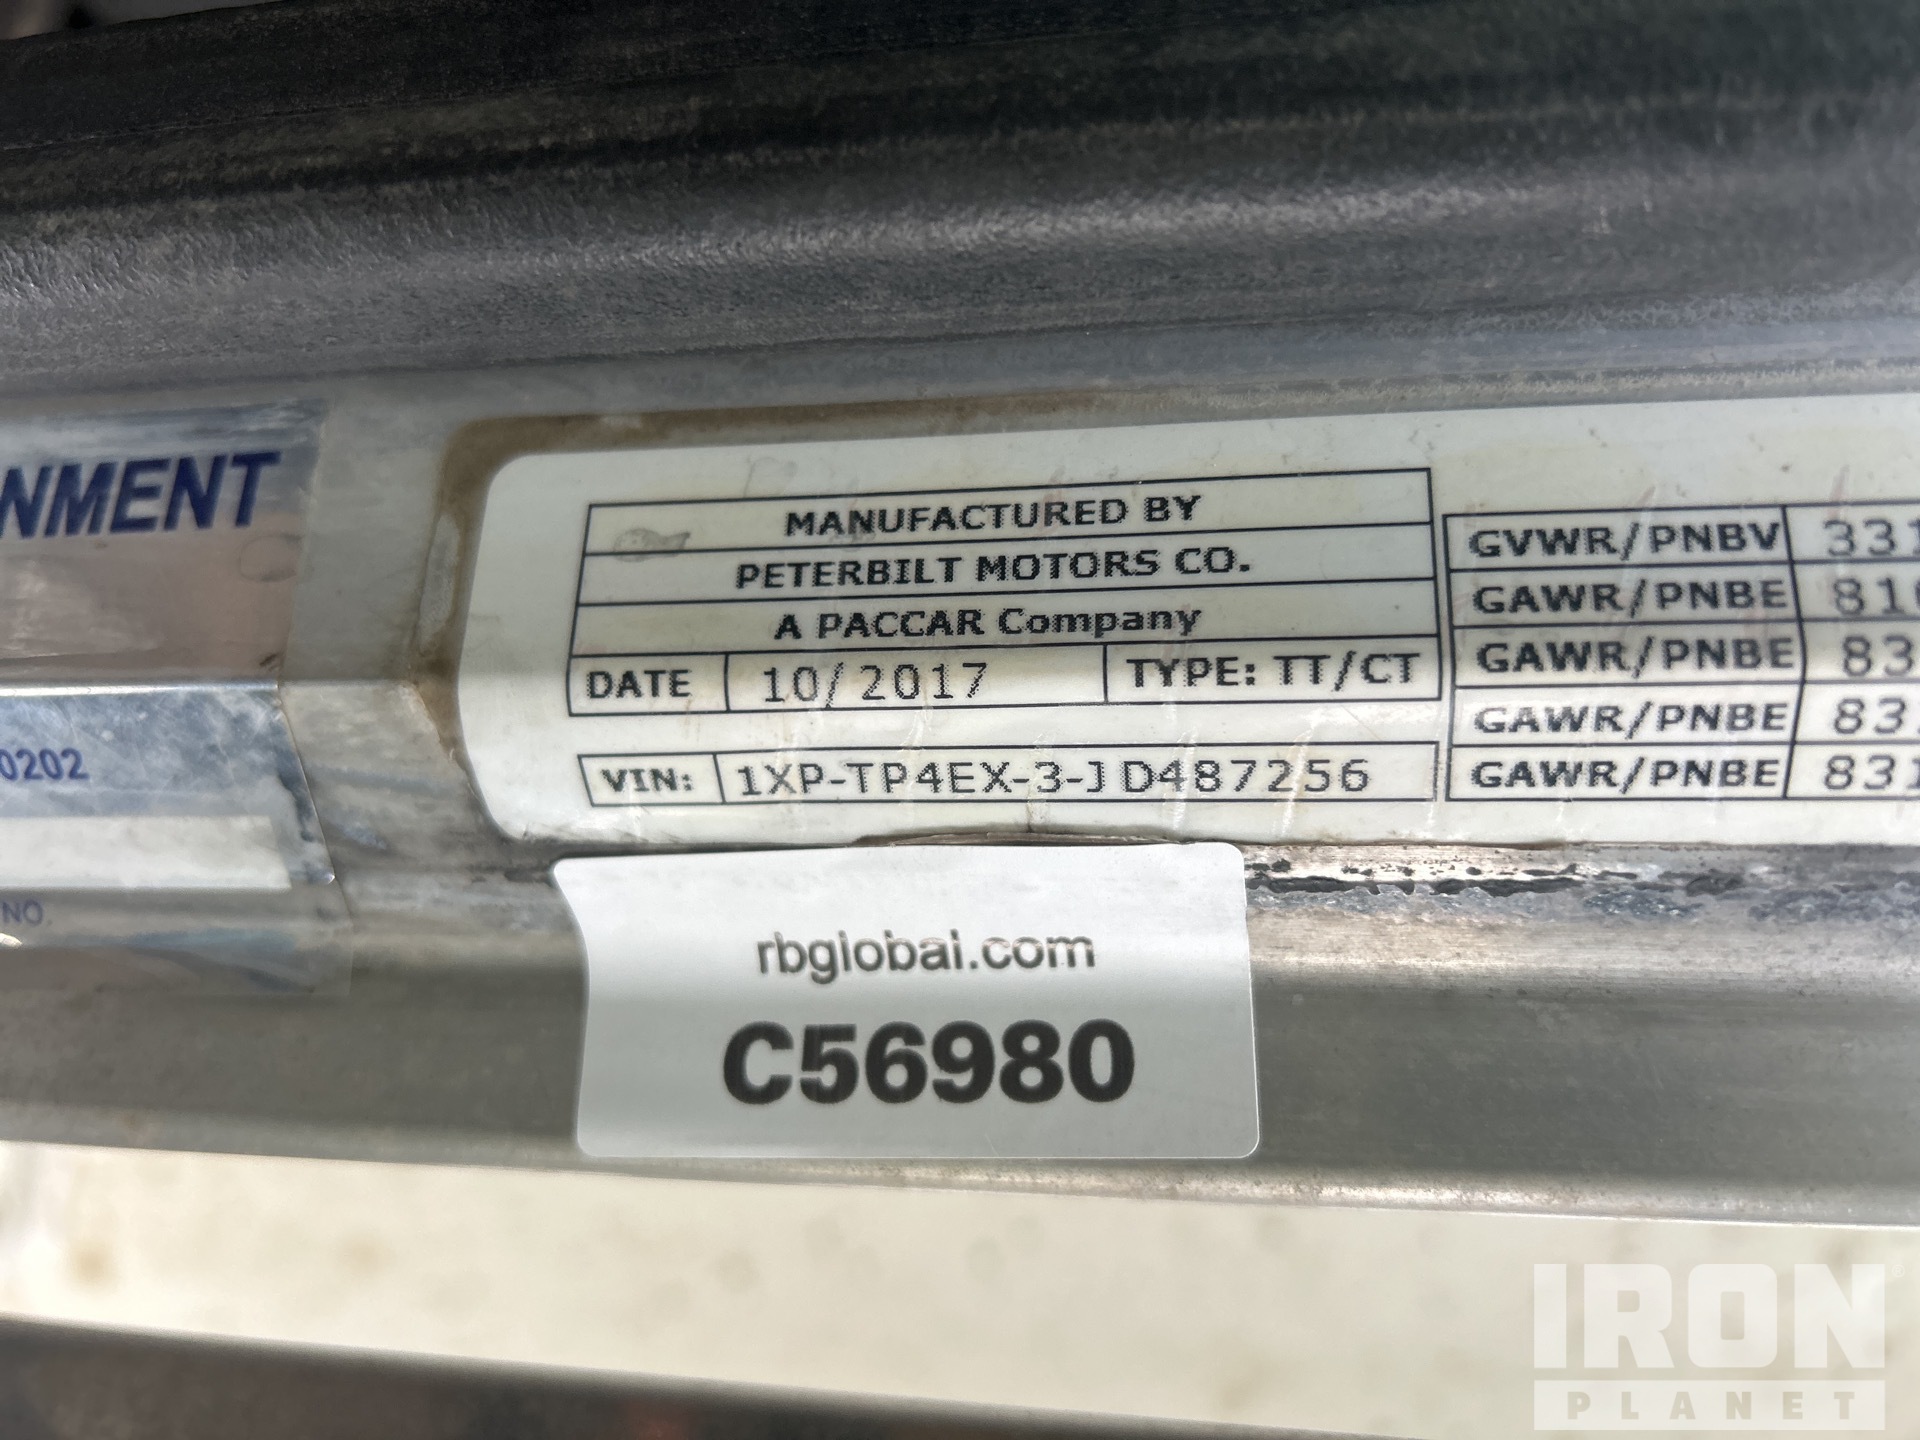 NMENT
0202
NO.
MANUFACTURED BY
PETERBILT MOTORS CO.
A PACCAR Company
DATE 10/2017 TYPE: TT/CT
VIN: 1XP-TP4EX-3-JD487256
GVWR/PNBV 331
GAWR/PNBE 810
GAWR/PNBE 83
GAWR/PNBE 831
GAWR/PNBE 831
rbglobal.com
C56980
IRON
PLANET